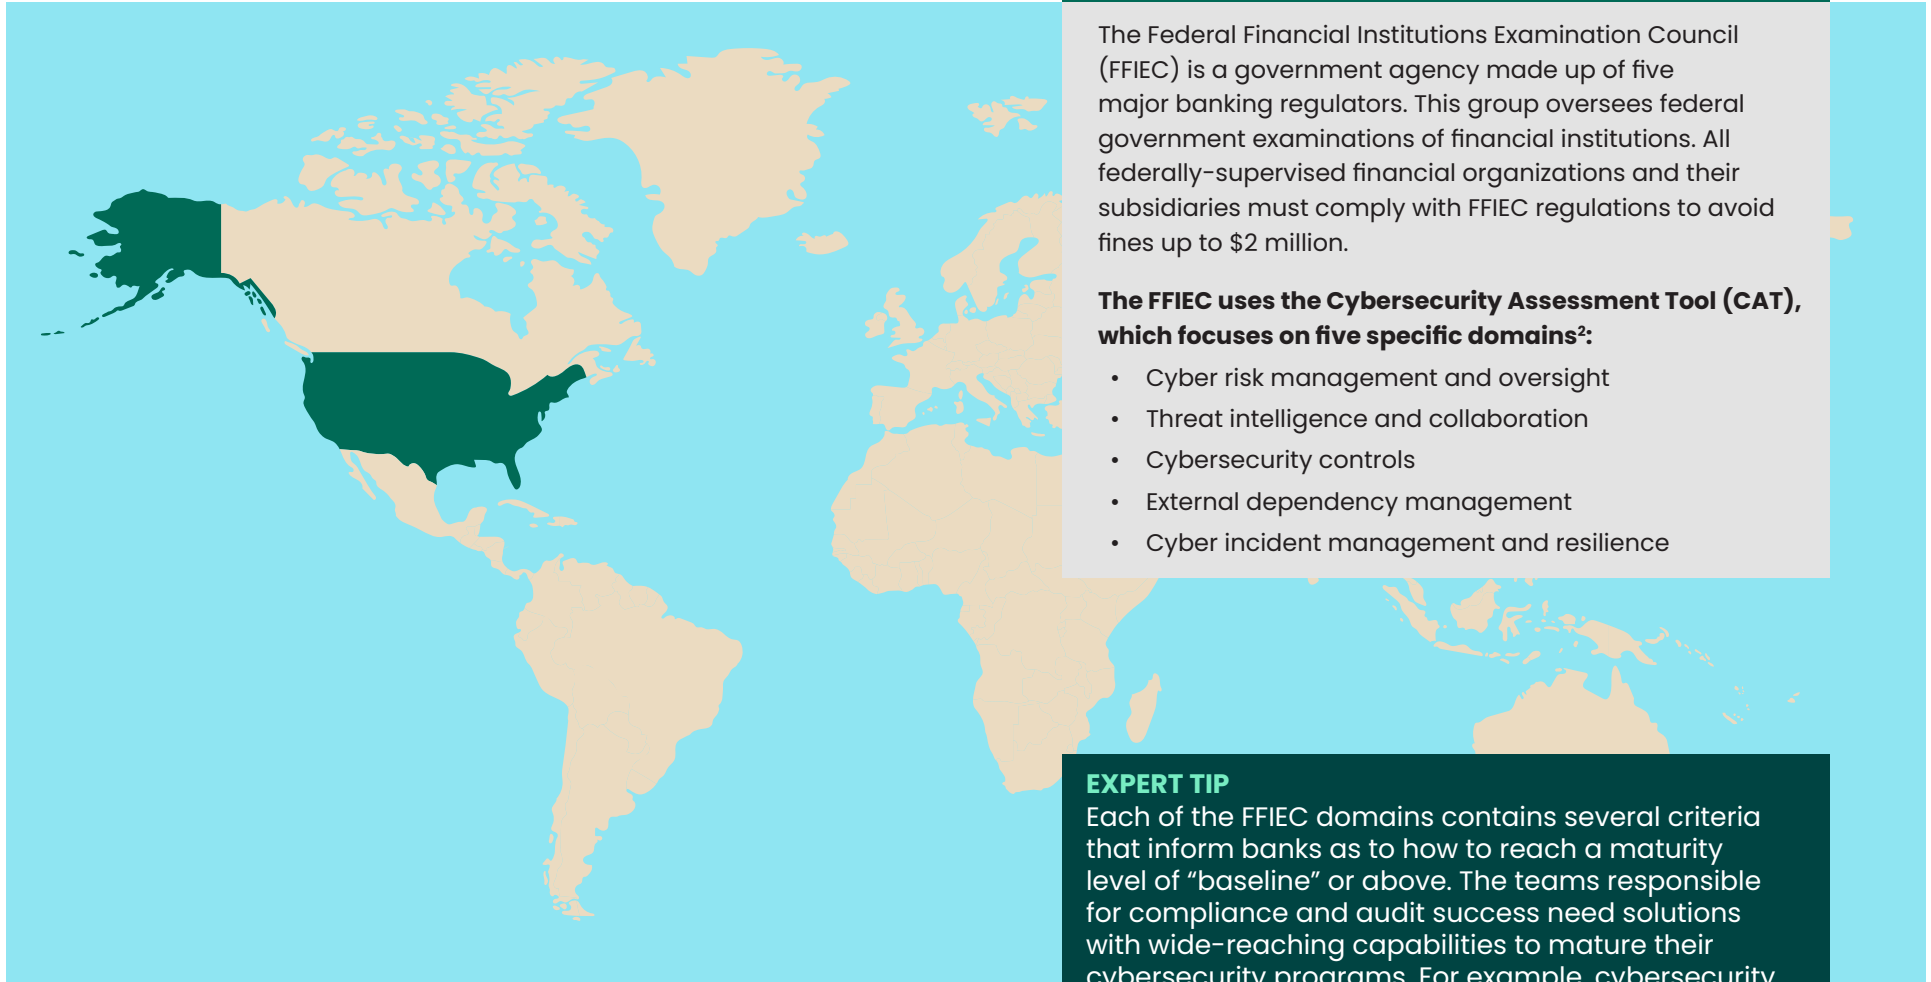 The Federal Financial Institutions Examination Council
(FFIEC) is a government agency made up of five
major banking regulators. This group oversees federal
government examinations of financial institutions. All
federally-supervised financial organizations and their
subsidiaries must comply with FFIEC regulations to avoid
fines up to $2 million.
The FFIEC uses the Cybersecurity Assessment Tool (CAT),
which focuses on five specific domains²:
• Cyber risk management and oversight
• Threat intelligence and collaboration
• Cybersecurity controls
• External dependency management
• Cyber incident management and resilience
EXPERT TIP
Each of the FFIEC domains contains several criteria
that inform banks as to how to reach a maturity
level of “baseline” or above. The teams responsible
for compliance and audit success need solutions
with wide-reaching capabilities to mature their
cybersecurity programs. For example, cybersecurity